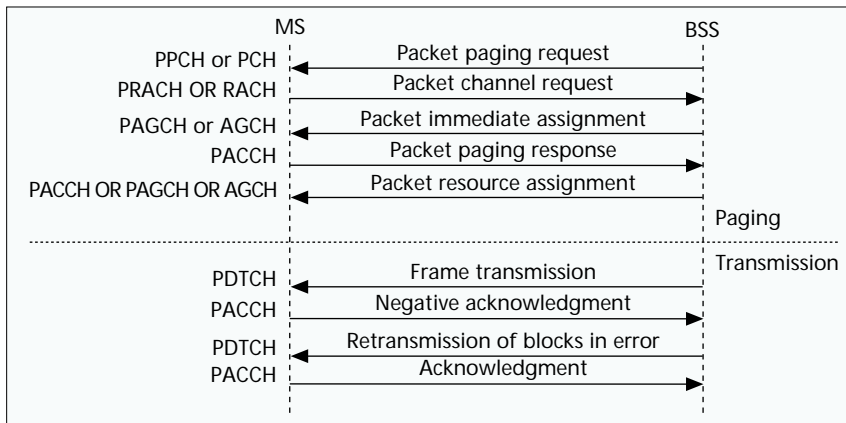 MS BSS
PPCH or PCH Packet paging request
PRACH OR RACH Packet channel request
PAGCH or AGCH Packet immediate assignment
PACCH Packet paging response
PACCH OR PAGCH OR AGCH Packet resource assignment
Paging
Transmission
PDTCH Frame transmission
PACCH Negative acknowledgment
PDTCH Retransmission of blocks in error
PACCH Acknowledgment